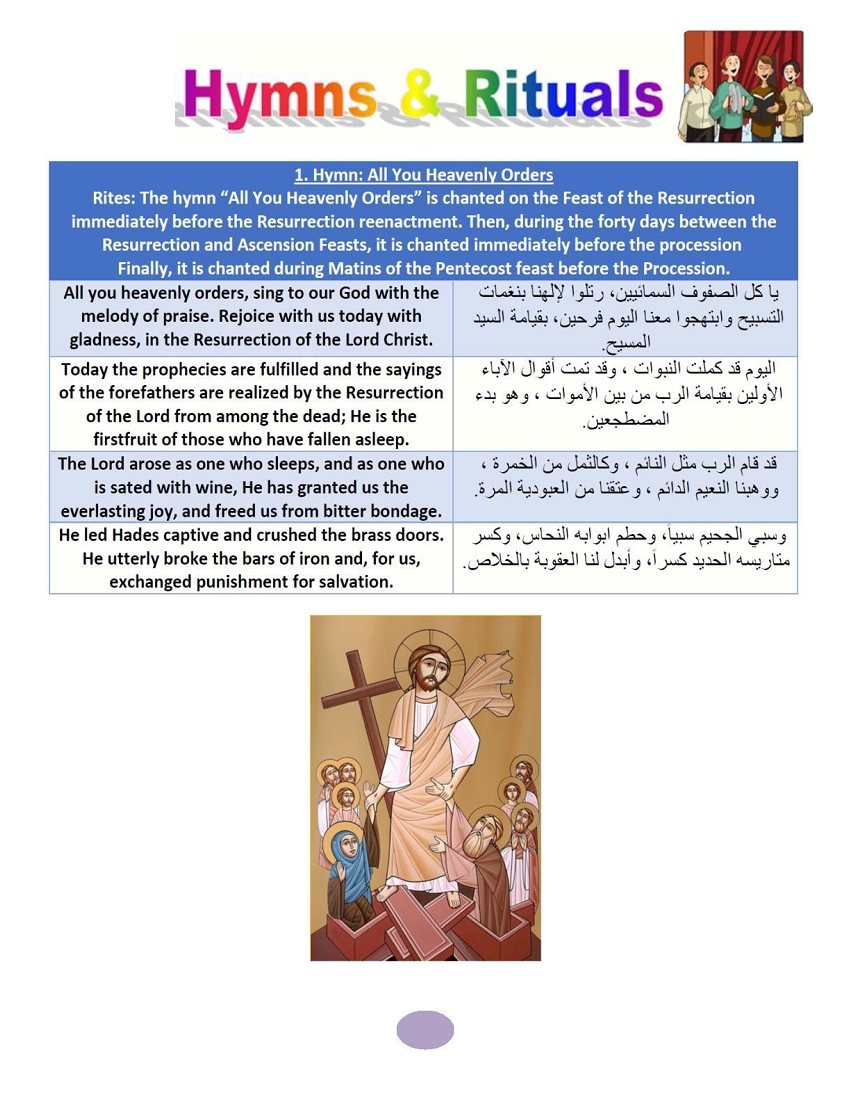 Hymns & Rituals
1. Hymn: All You Heavenly Orders
Rites: The hymn “All You Heavenly Orders” is chanted on the Feast of the Resurrection
immediately before the Resurrection reenactment. Then, during the forty days between the
Resurrection and Ascension Feasts, it is chanted immediately before the procession
Finally, it is chanted during Matins of the Pentecost feast before the Procession.
All you heavenly orders, sing to our God with the
melody of praise. Rejoice with us today with
gladness, in the Resurrection of the Lord Christ.
يا كل الصفوف السمائيين، رتلوا لإلهنا بنغمات
التسبيح وابتهجوا معنا اليوم فرحين، بقيامة السيد
المسيح.
Today the prophecies are fulfilled and the sayings
of the forefathers are realized by the Resurrection
of the Lord from among the dead; He is the
firstfruit of those who have fallen asleep.
اليوم قد كملت النبوات ، وقد تمت أقوال الآباء
الأولين بقيامة الرب من بين الأموات ، وهو بدء
المضطجعين.
The Lord arose as one who sleeps, and as one who
is sated with wine, He has granted us the
everlasting joy, and freed us from bitter bondage.
قد قام الرب مثل النائم ، وكالثمل من الخمرة ،
ووهبنا النعيم الدائم ، وعتقنا من العبودية المرة.
He led Hades captive and crushed the brass doors.
He utterly broke the bars of iron and, for us,
exchanged punishment for salvation.
وسبي الجحيم سبياً، وحطم ابوابه النحاس، وكسر
متاريسه الحديد كسراً، وأبدل لنا العقوبة بالخلاص.